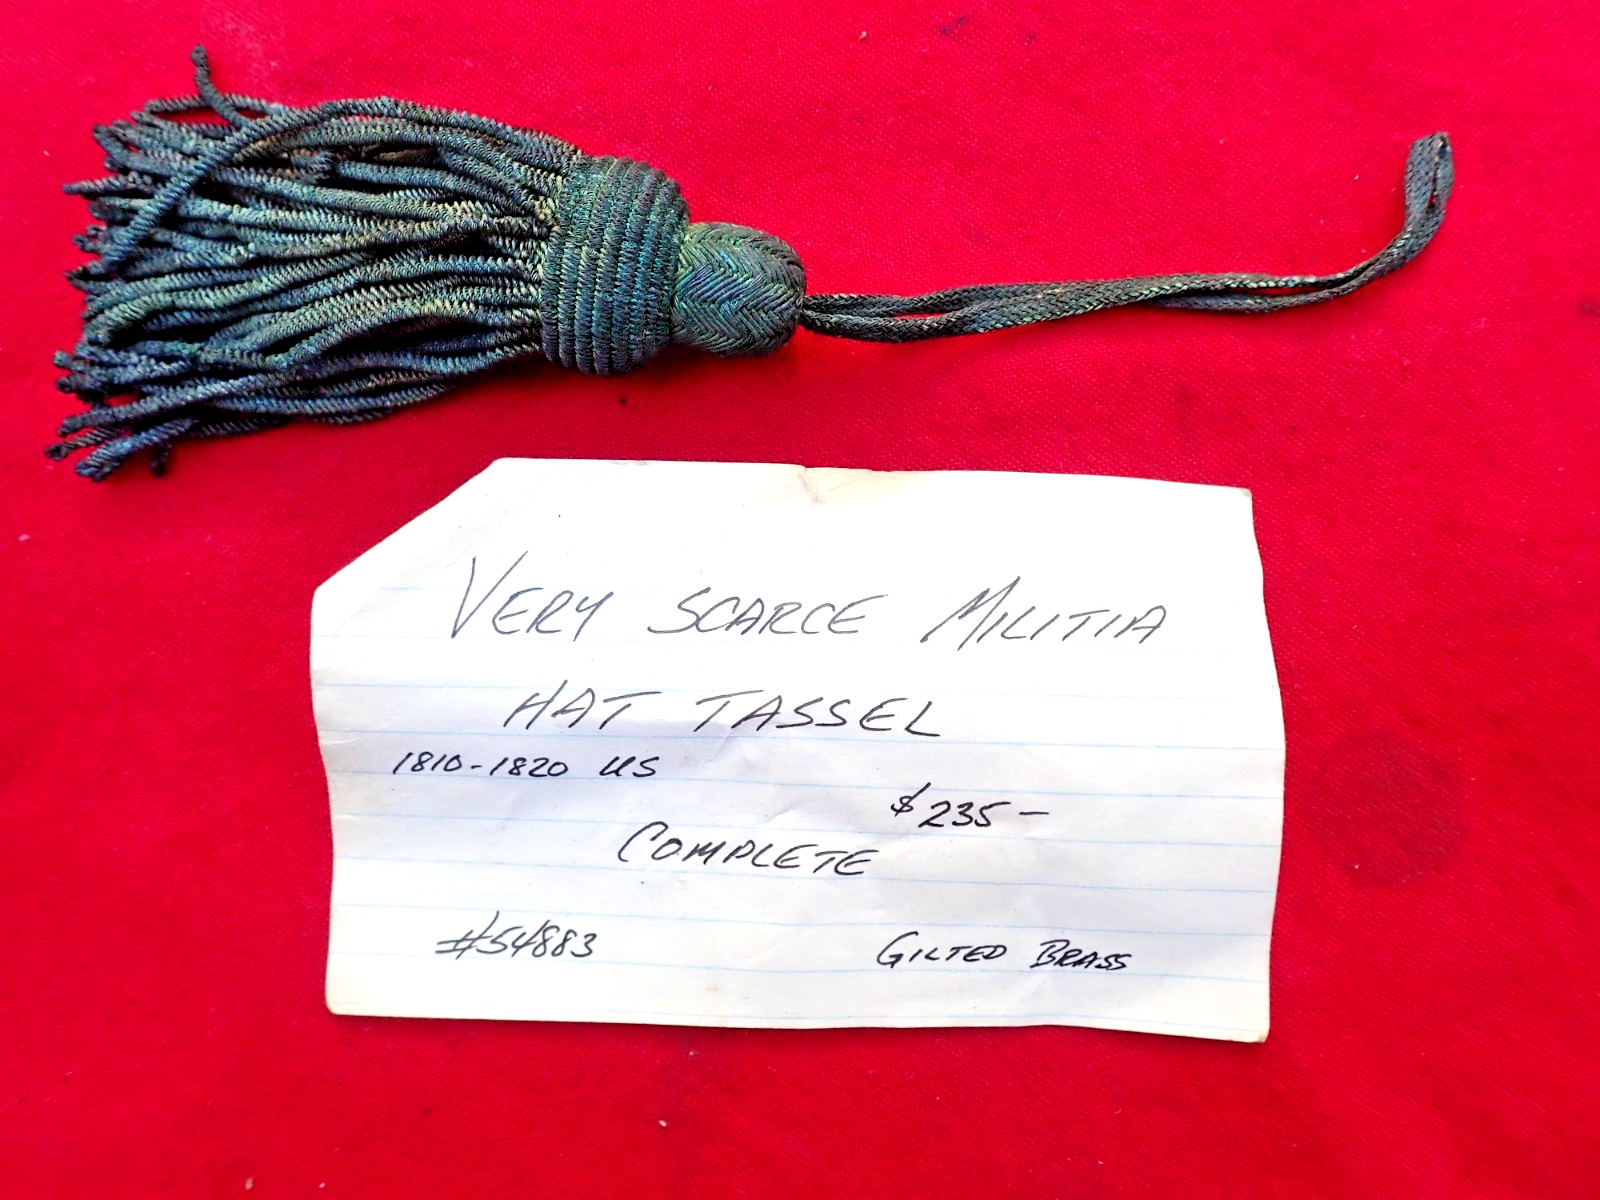 VERY SCARCE MILITIA
HAT TASSEL
1810-1820 US
$235-
COMPLETE
#54883
GILTED BRASS